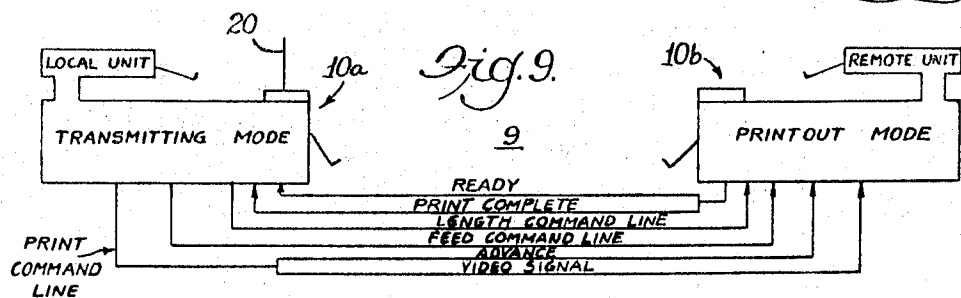 20
LOCAL UNIT
10a
Fig. 9.
10b
REMOTE UNIT
TRANSMITTING MODE
9
PRINTOUT MODE
READY
PRINT COMPLETE
LENGTH COMMAND LINE
FEED COMMAND LINE
ADVANCE
VIDEO SIGNAL
PRINT
COMMAND
LINE